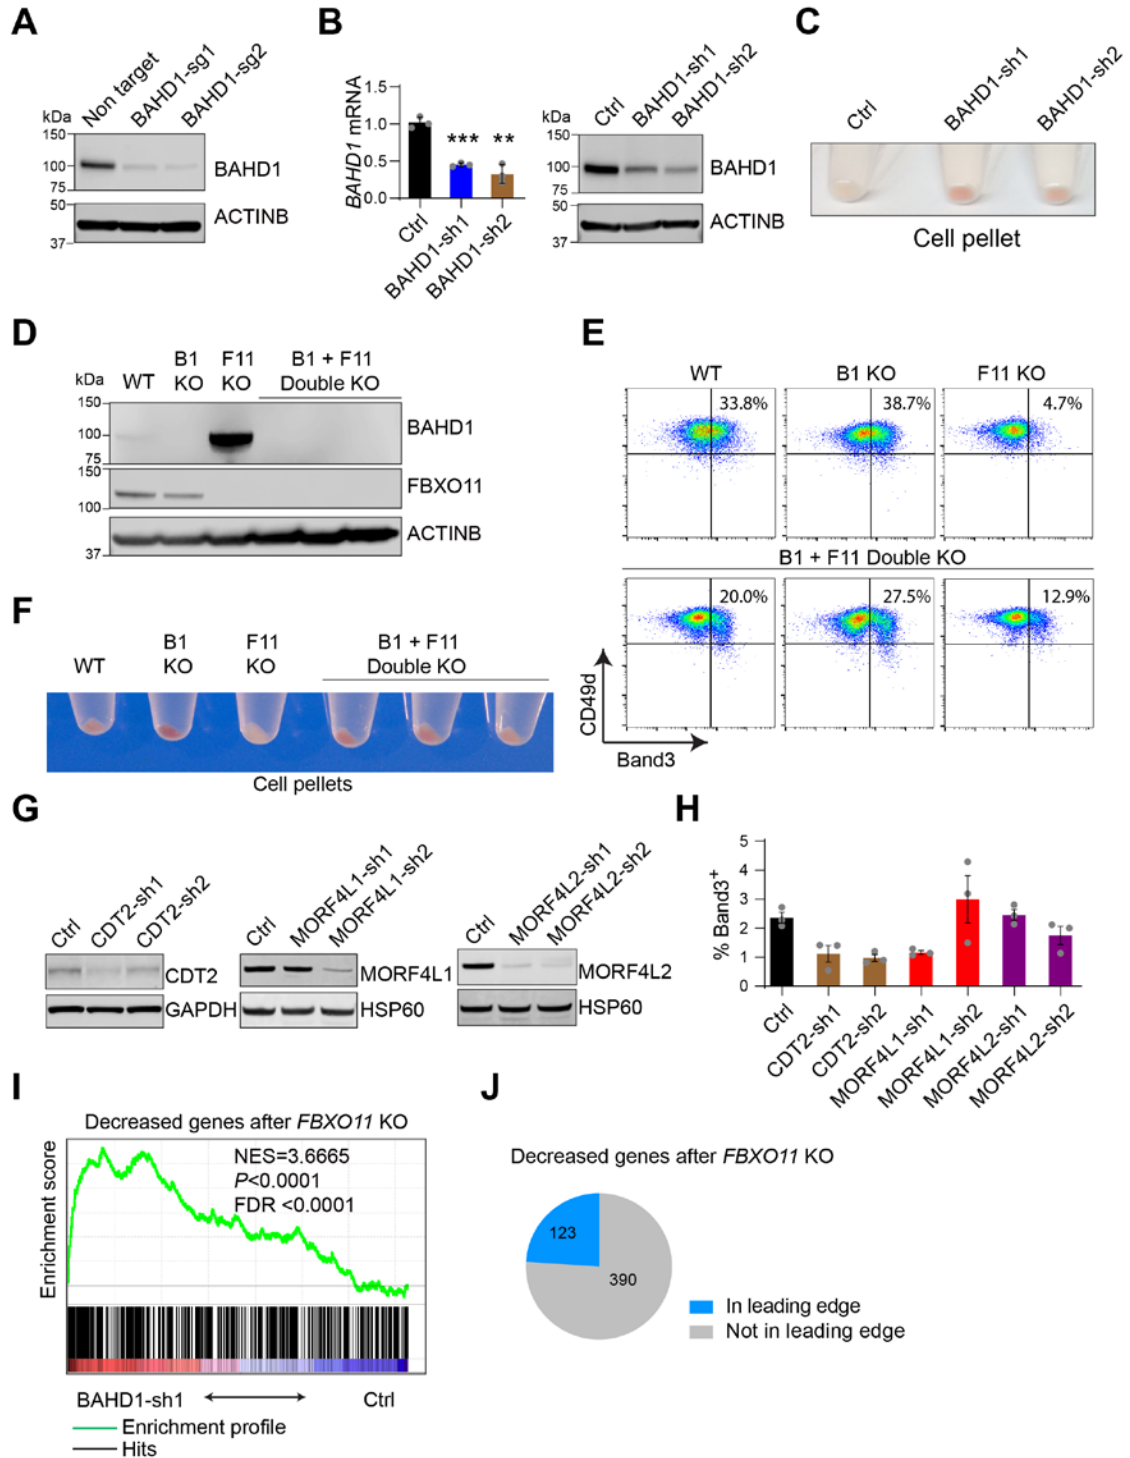 A
Non target
BAHD1-sg1
BAHD1-sg2
kDa
150
100
75
50
37
BAHD1
ACTINB
B
BAHD1 mRNA
1.5
1.0
0.5
0.0
***
**
Ctrl
BAHD1-sh1
BAHD1-sh2
Ctrl
BAHD1-sh1
BAHD1-sh2
kDa
150
100
75
50
37
BAHD1
ACTINB
C
Ctrl
BAHD1-sh1
BAHD1-sh2
Cell pellet
D
kDa
WT
B1
KO
F11
KO
B1 + F11
Double KO
150
100
75
150
100
37
BAHD1
FBXO11
ACTINB
E
WT
B1 KO
F11 KO
33.8%
38.7%
4.7%
B1 + F11 Double KO
20.0%
27.5%
12.9%
CD49d
Band3
F
WT
B1
KO
F11
KO
B1 + F11
Double KO
Cell pellets
G
Ctrl
CDT2-sh1
CDT2-sh2
CDT2
GAPDH
Ctrl
MORF4L1-sh1
MORF4L1-sh2
MORF4L1
HSP60
Ctrl
MORF4L2-sh1
MORF4L2-sh2
MORF4L2
HSP60
H
% Band3+
5
4
3
2
1
0
Ctrl
CDT2-sh1
CDT2-sh2
MORF4L1-sh1
MORF4L1-sh2
MORF4L2-sh1
MORF4L2-sh2
I
Decreased genes after FBXO11 KO
Enrichment score
NES=3.6665
P<0.0001
FDR <0.0001
BAHD1-sh1
Ctrl
Enrichment profile
Hits
J
Decreased genes after FBXO11 KO
123
390
In leading edge
Not in leading edge